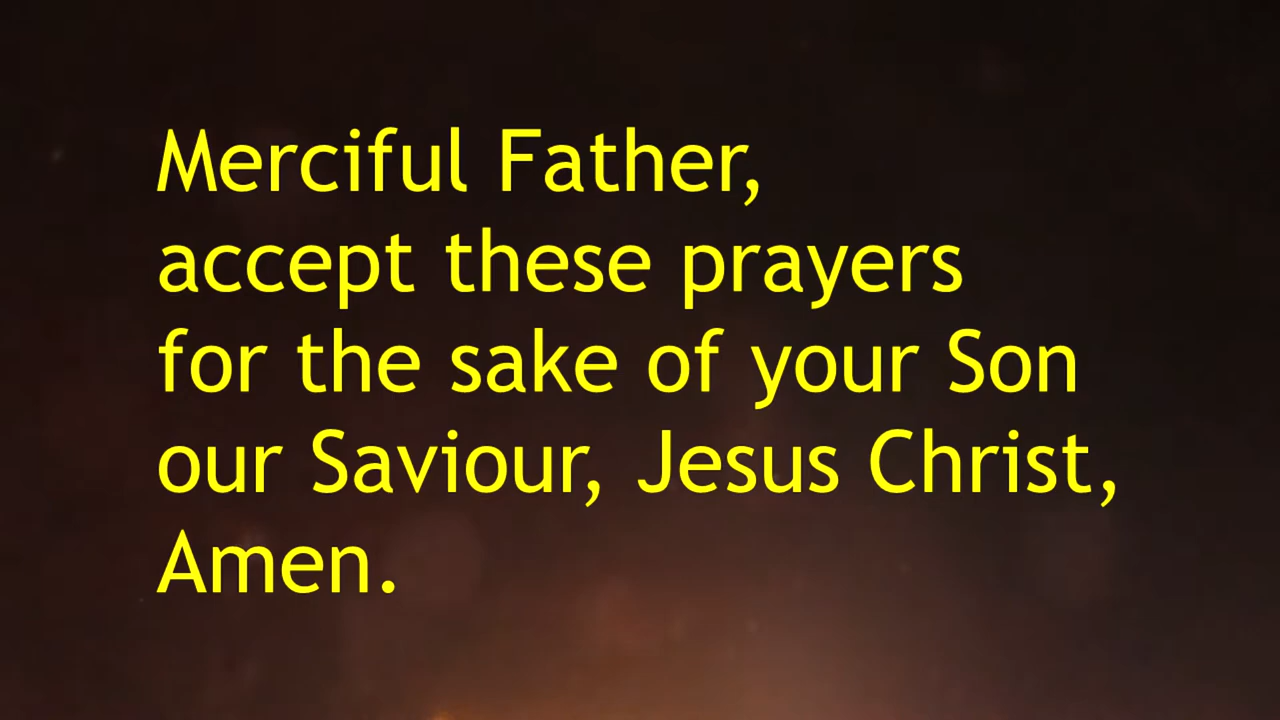 Merciful Father,
accept these prayers
for the sake of your Son
our Saviour, Jesus Christ,
Amen.